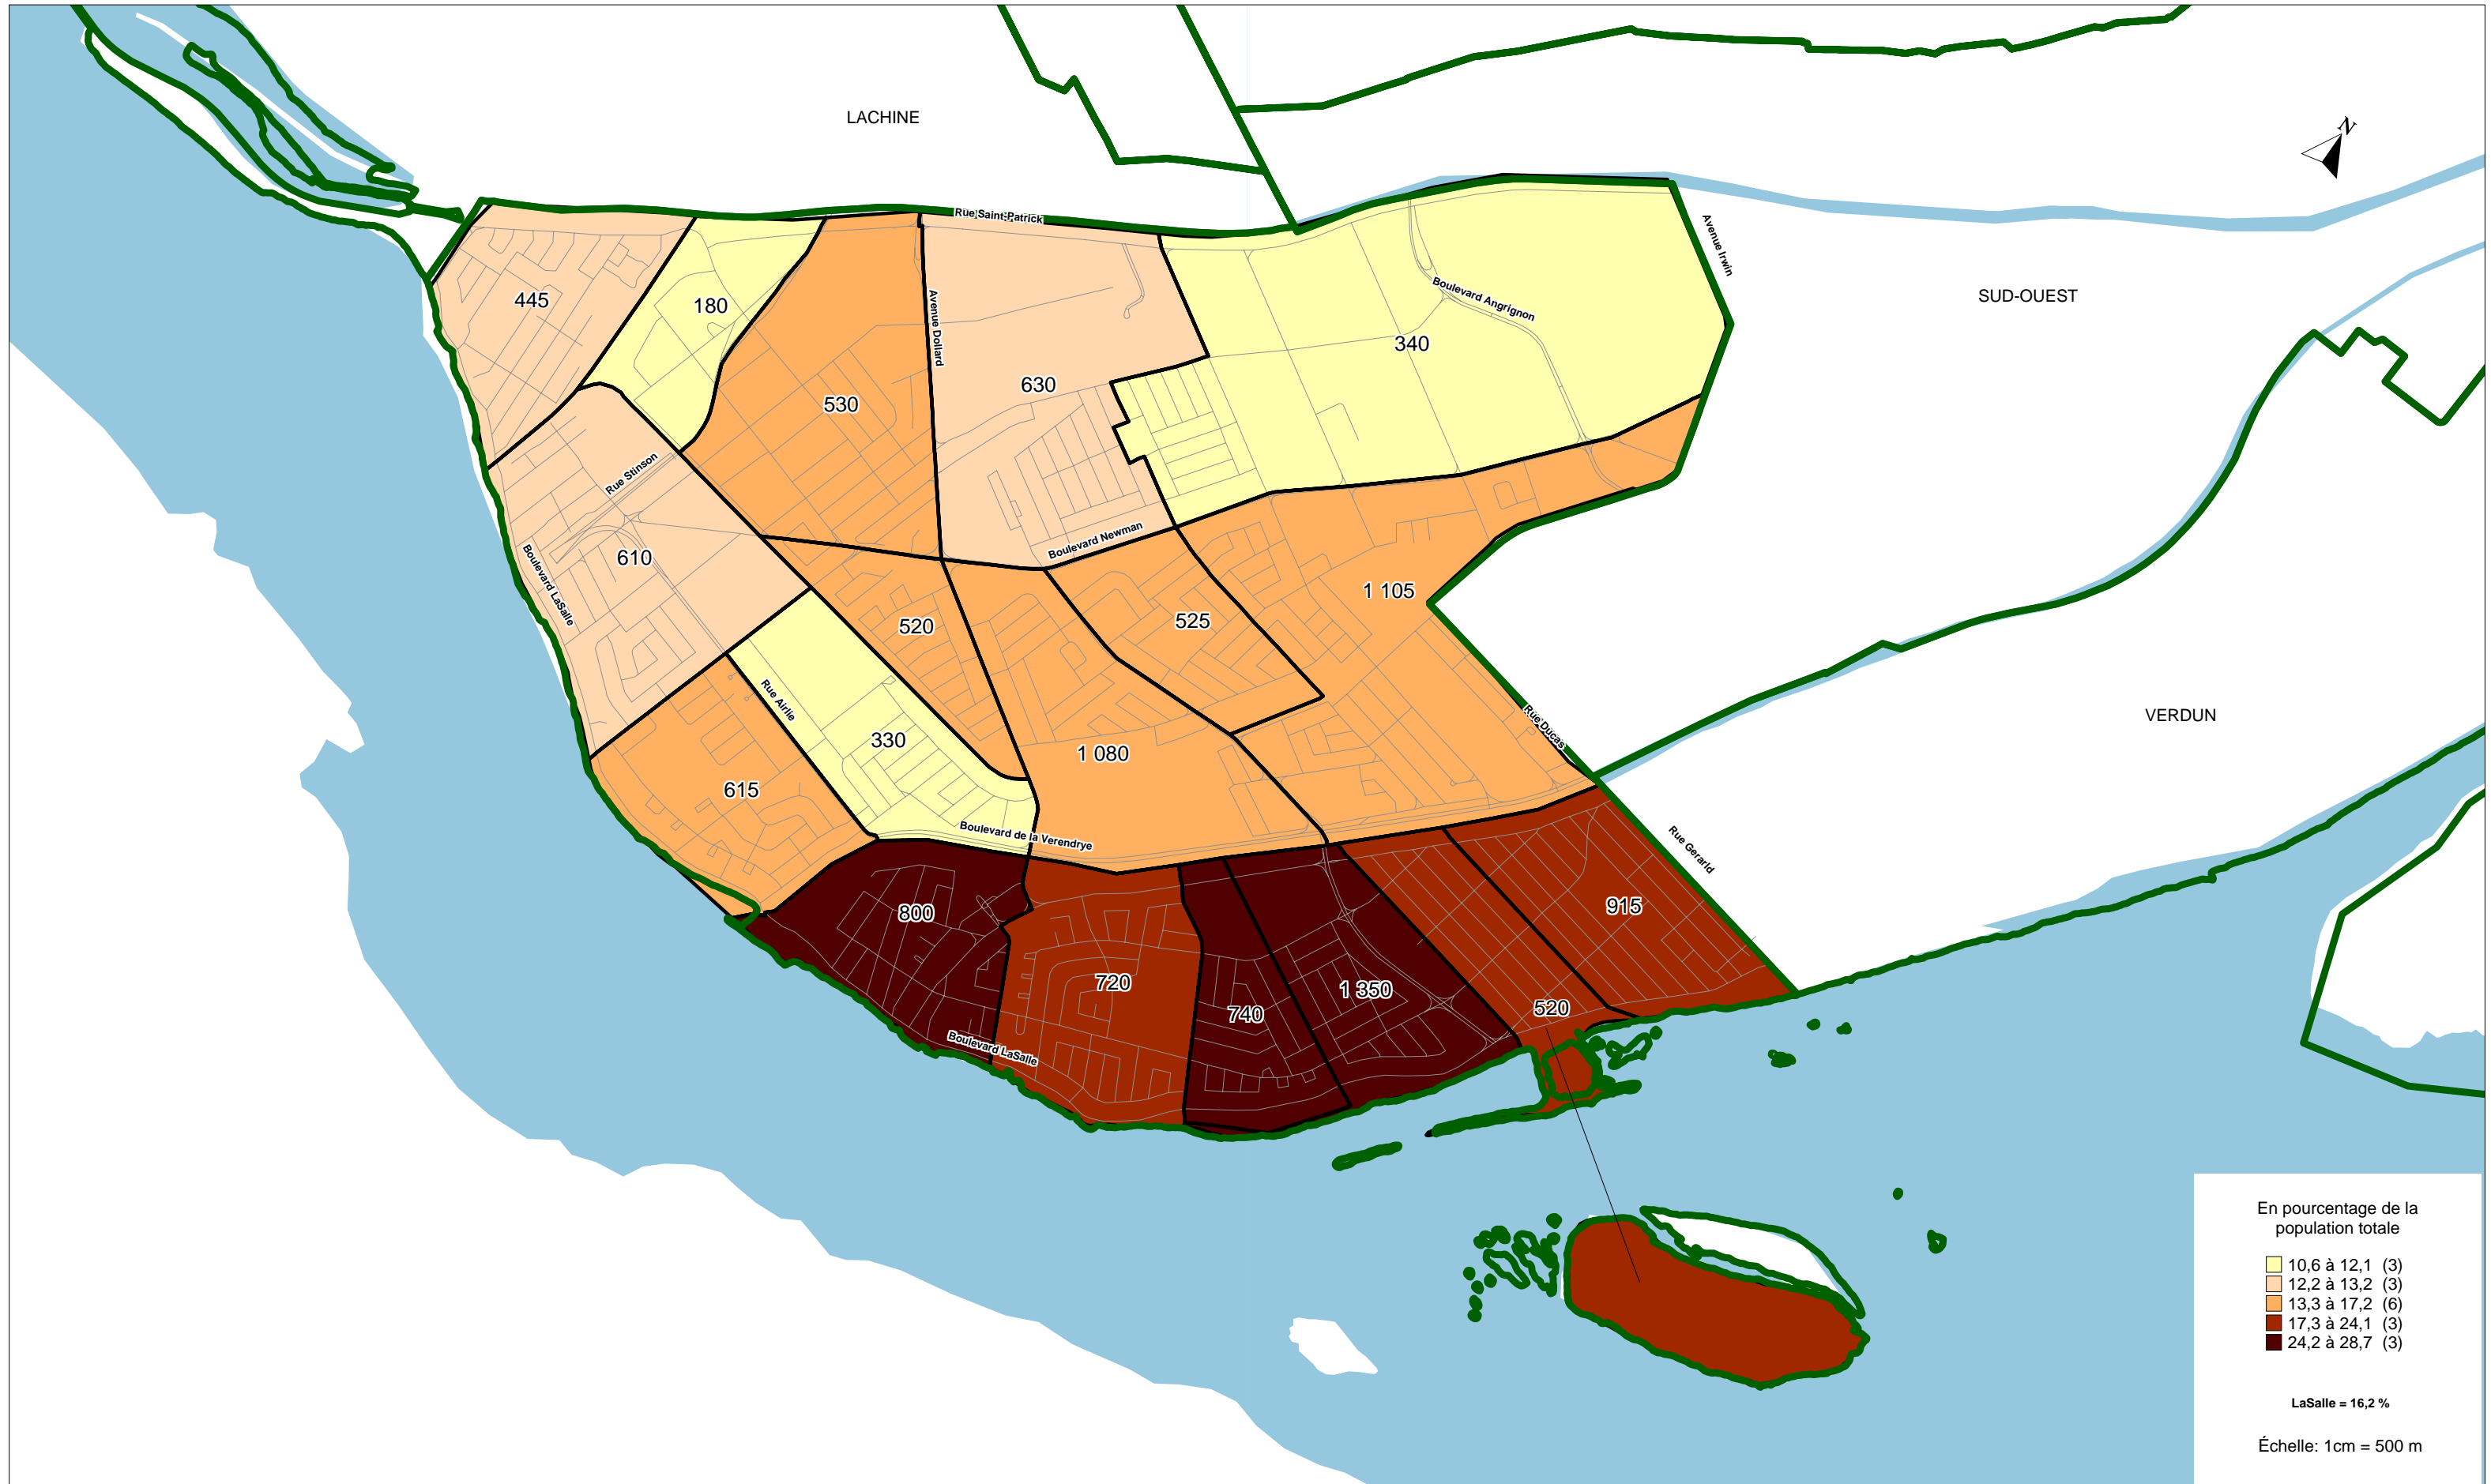 LACHINE
N
Rue Saint-Patrick
Avenue Irwin
SUD-OUEST
Boulevard Angrignon
445
180
Avenue Dollard
340
630
530
Rue Stinson
Boulevard Newman
Boulevard LaSalle
610
1 105
525
520
Rue Airlie
VERDUN
Rue Ducas
330
1 080
615
Boulevard de la Verendrye
Rue Gerarld
915
800
720
1 350
520
740
Boulevard LaSalle
En pourcentage de la
population totale
10,6 à 12,1 (3)
12,2 à 13,2 (3)
13,3 à 17,2 (6)
17,3 à 24,1 (3)
24,2 à 28,7 (3)
LaSalle = 16,2 %
Échelle: 1cm = 500 m